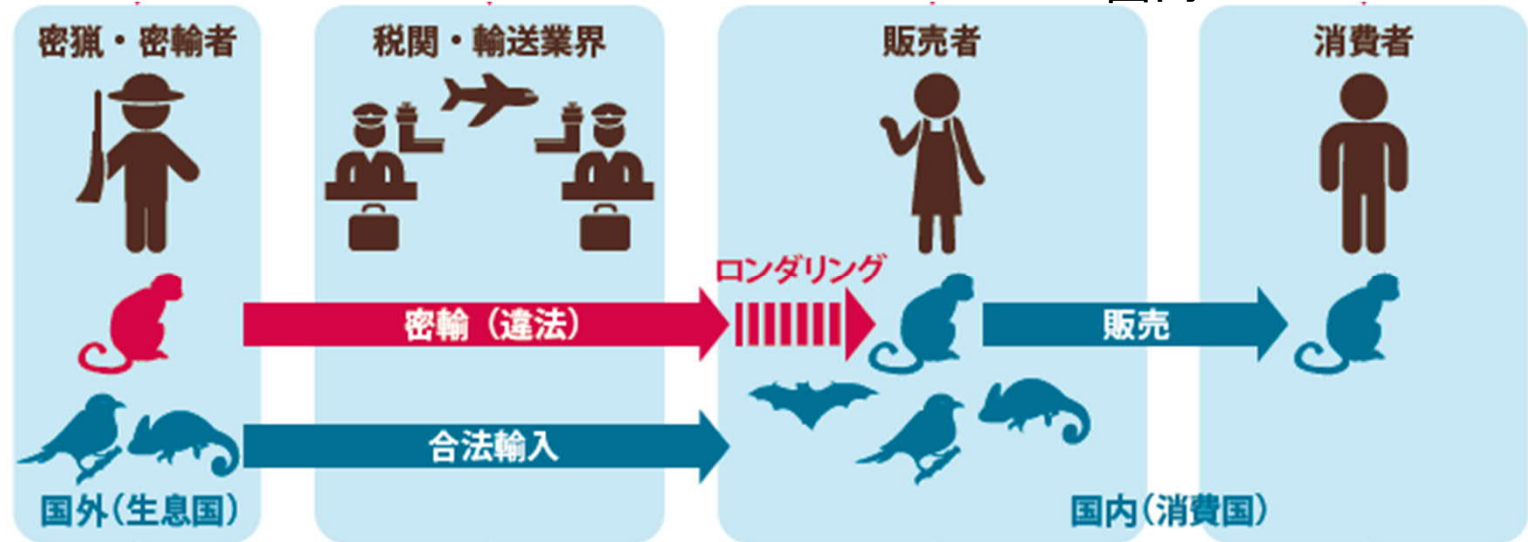 密猟・密輸者
税関・輸送業界
販売者
消費者
ロンダリング
密輸（違法）
販売
合法輸入
国外（生息国）
国内（消費国）